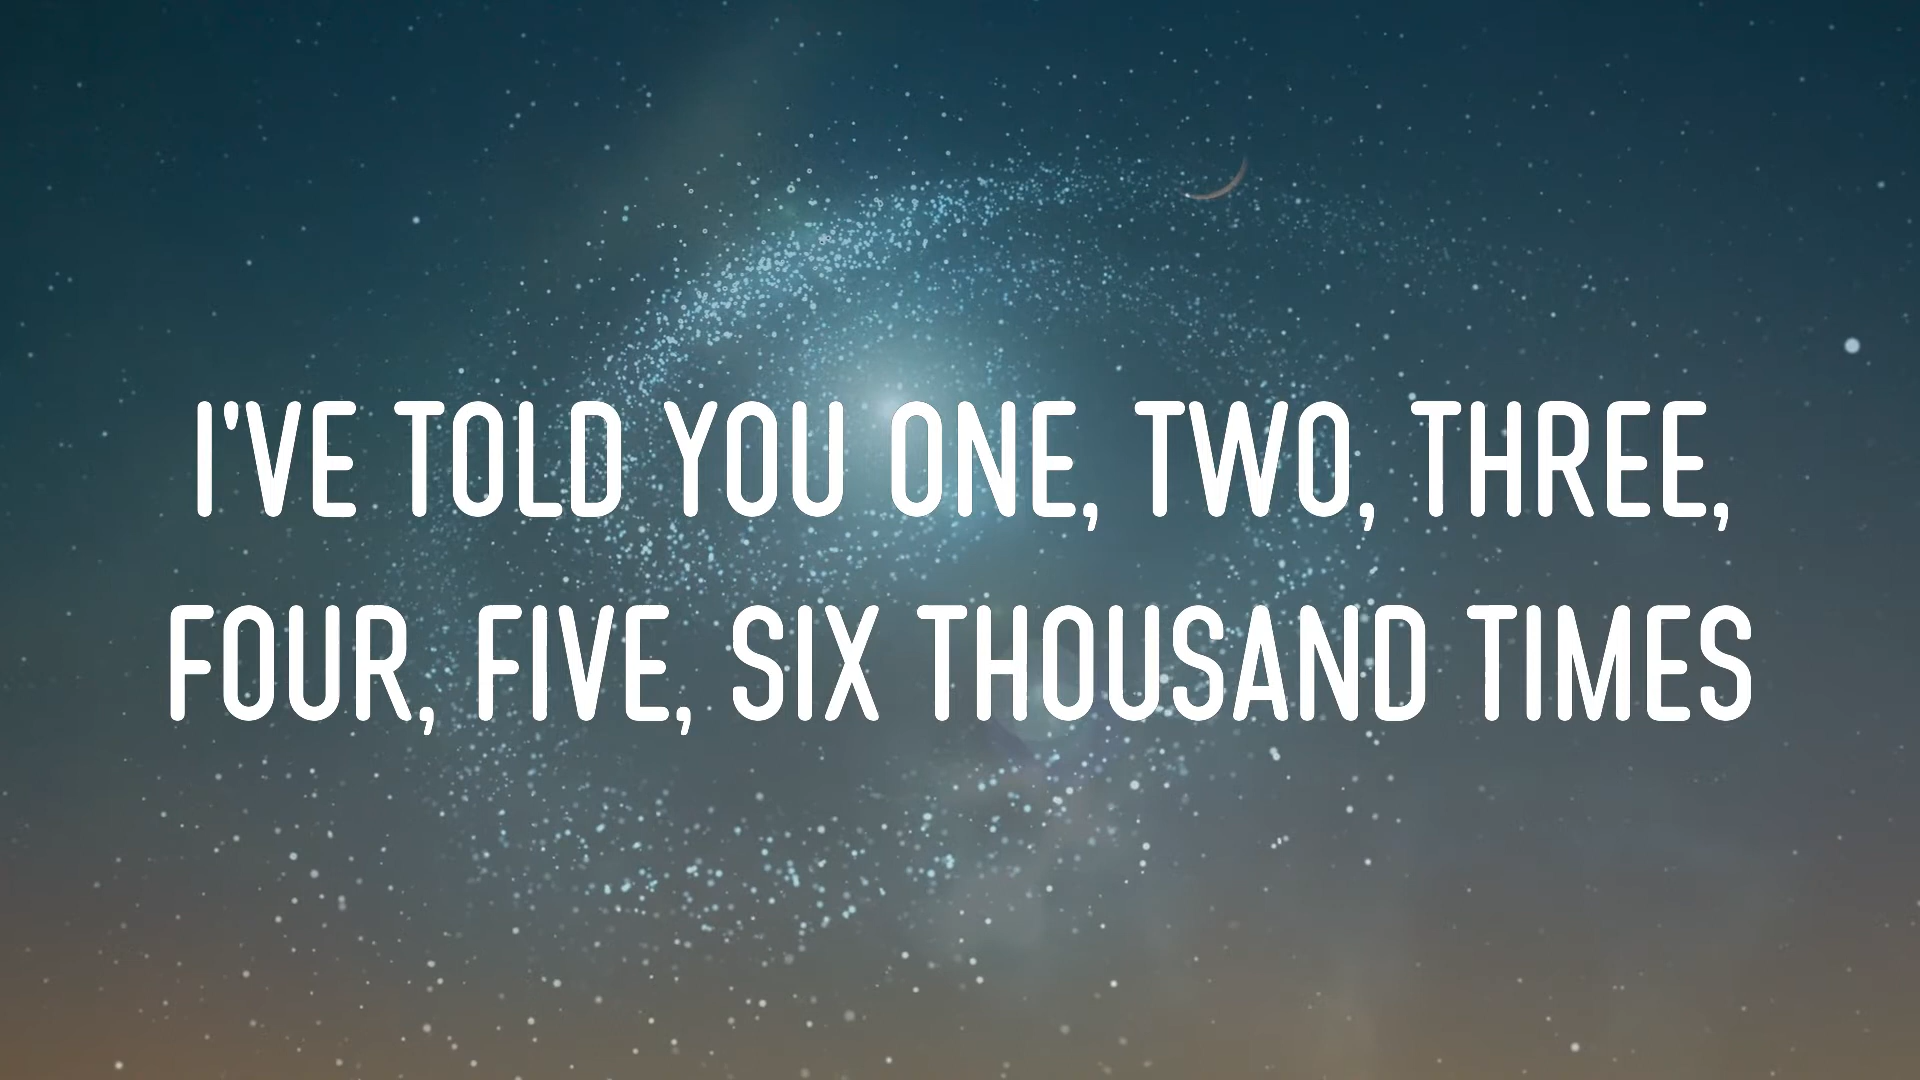 I'VE TOLD YOU ONE, TWO, THREE,
FOUR, FIVE, SIX THOUSAND TIMES